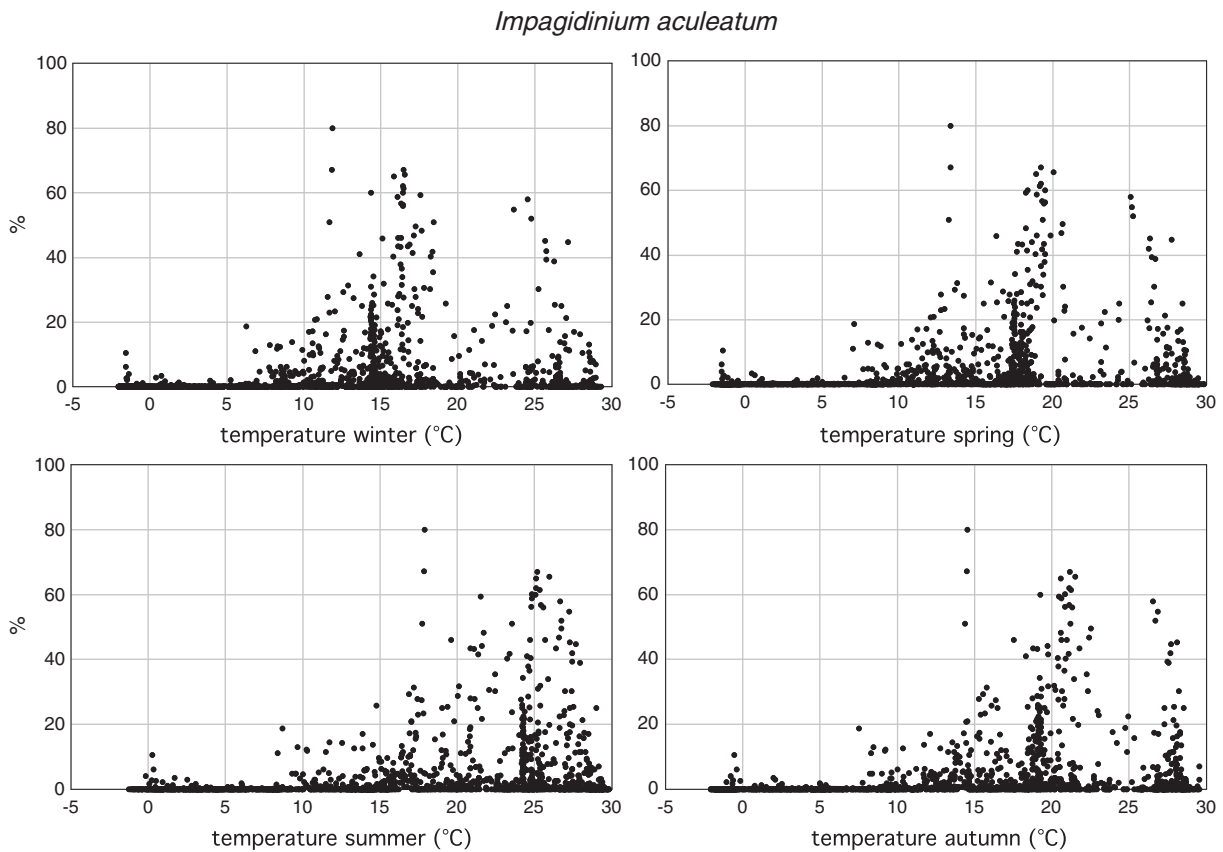 Impagidinium aculeatum
100
80
60
40
20
0
%
-5 0 5 10 15 20 25 30
temperature winter (°C)
100
80
60
40
20
0
-5 0 5 10 15 20 25 30
temperature spring (°C)
100
80
60
40
20
0
%
-5 0 5 10 15 20 25 30
temperature summer (°C)
100
80
60
40
20
0
-5 0 5 10 15 20 25 30
temperature autumn (°C)